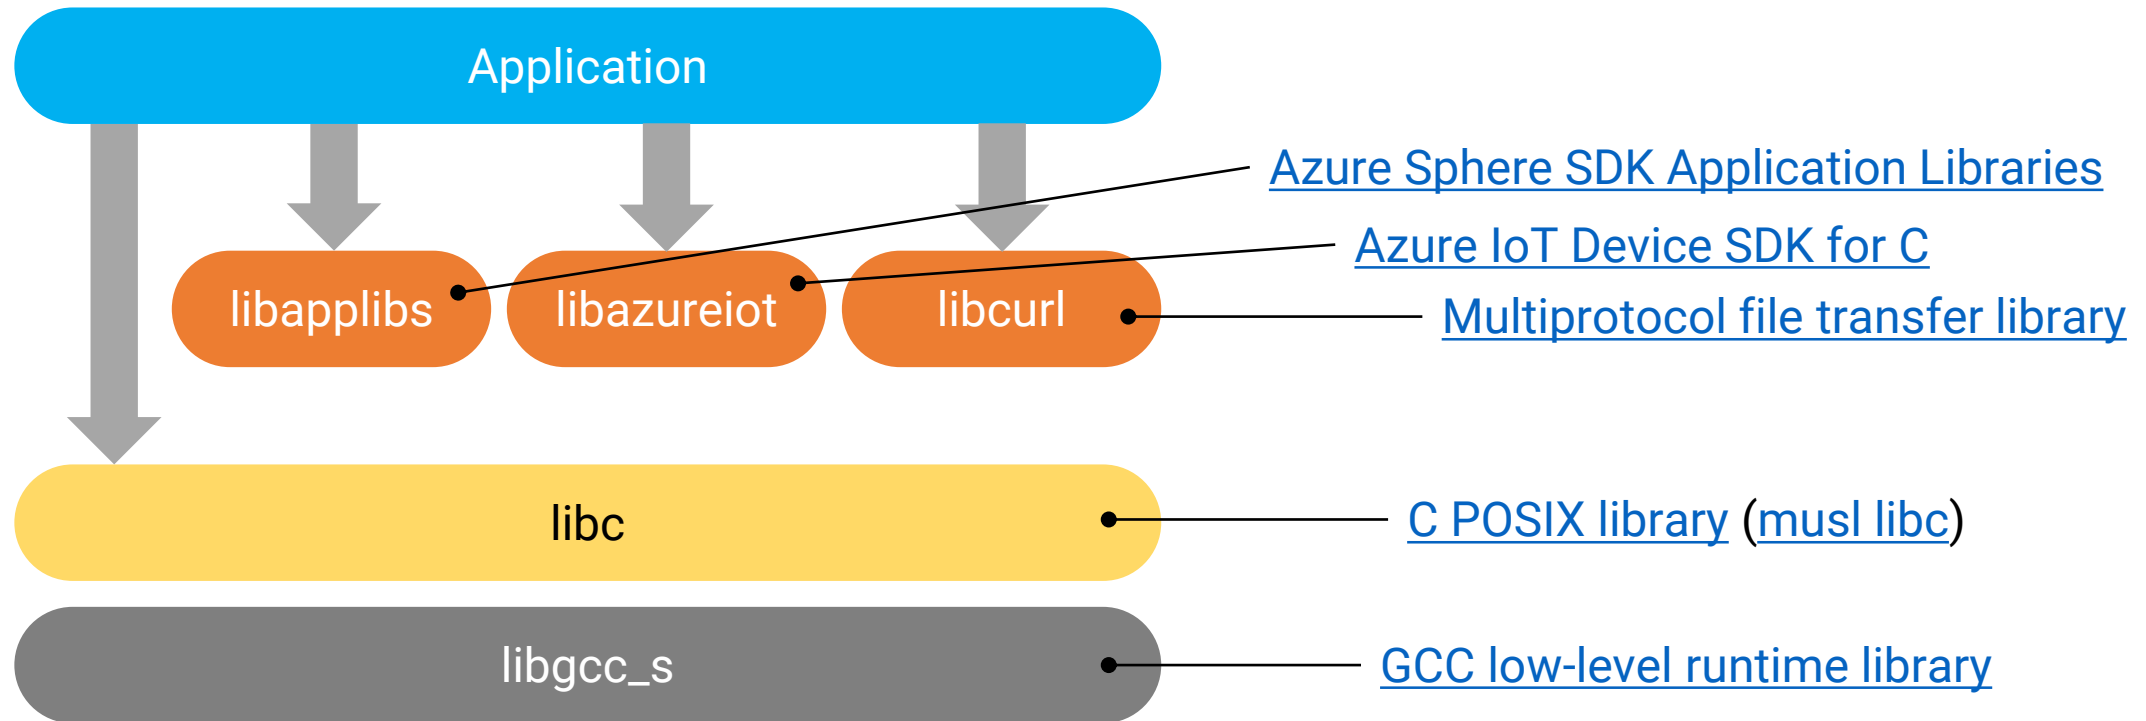 Application
Azure Sphere SDK Application Libraries
Azure IoT Device SDK for C
libapplibs
libazureiot
libcurl
Multiprotocol file transfer library
libc
C POSIX library (musl libc)
libgcc_s
GCC low-level runtime library